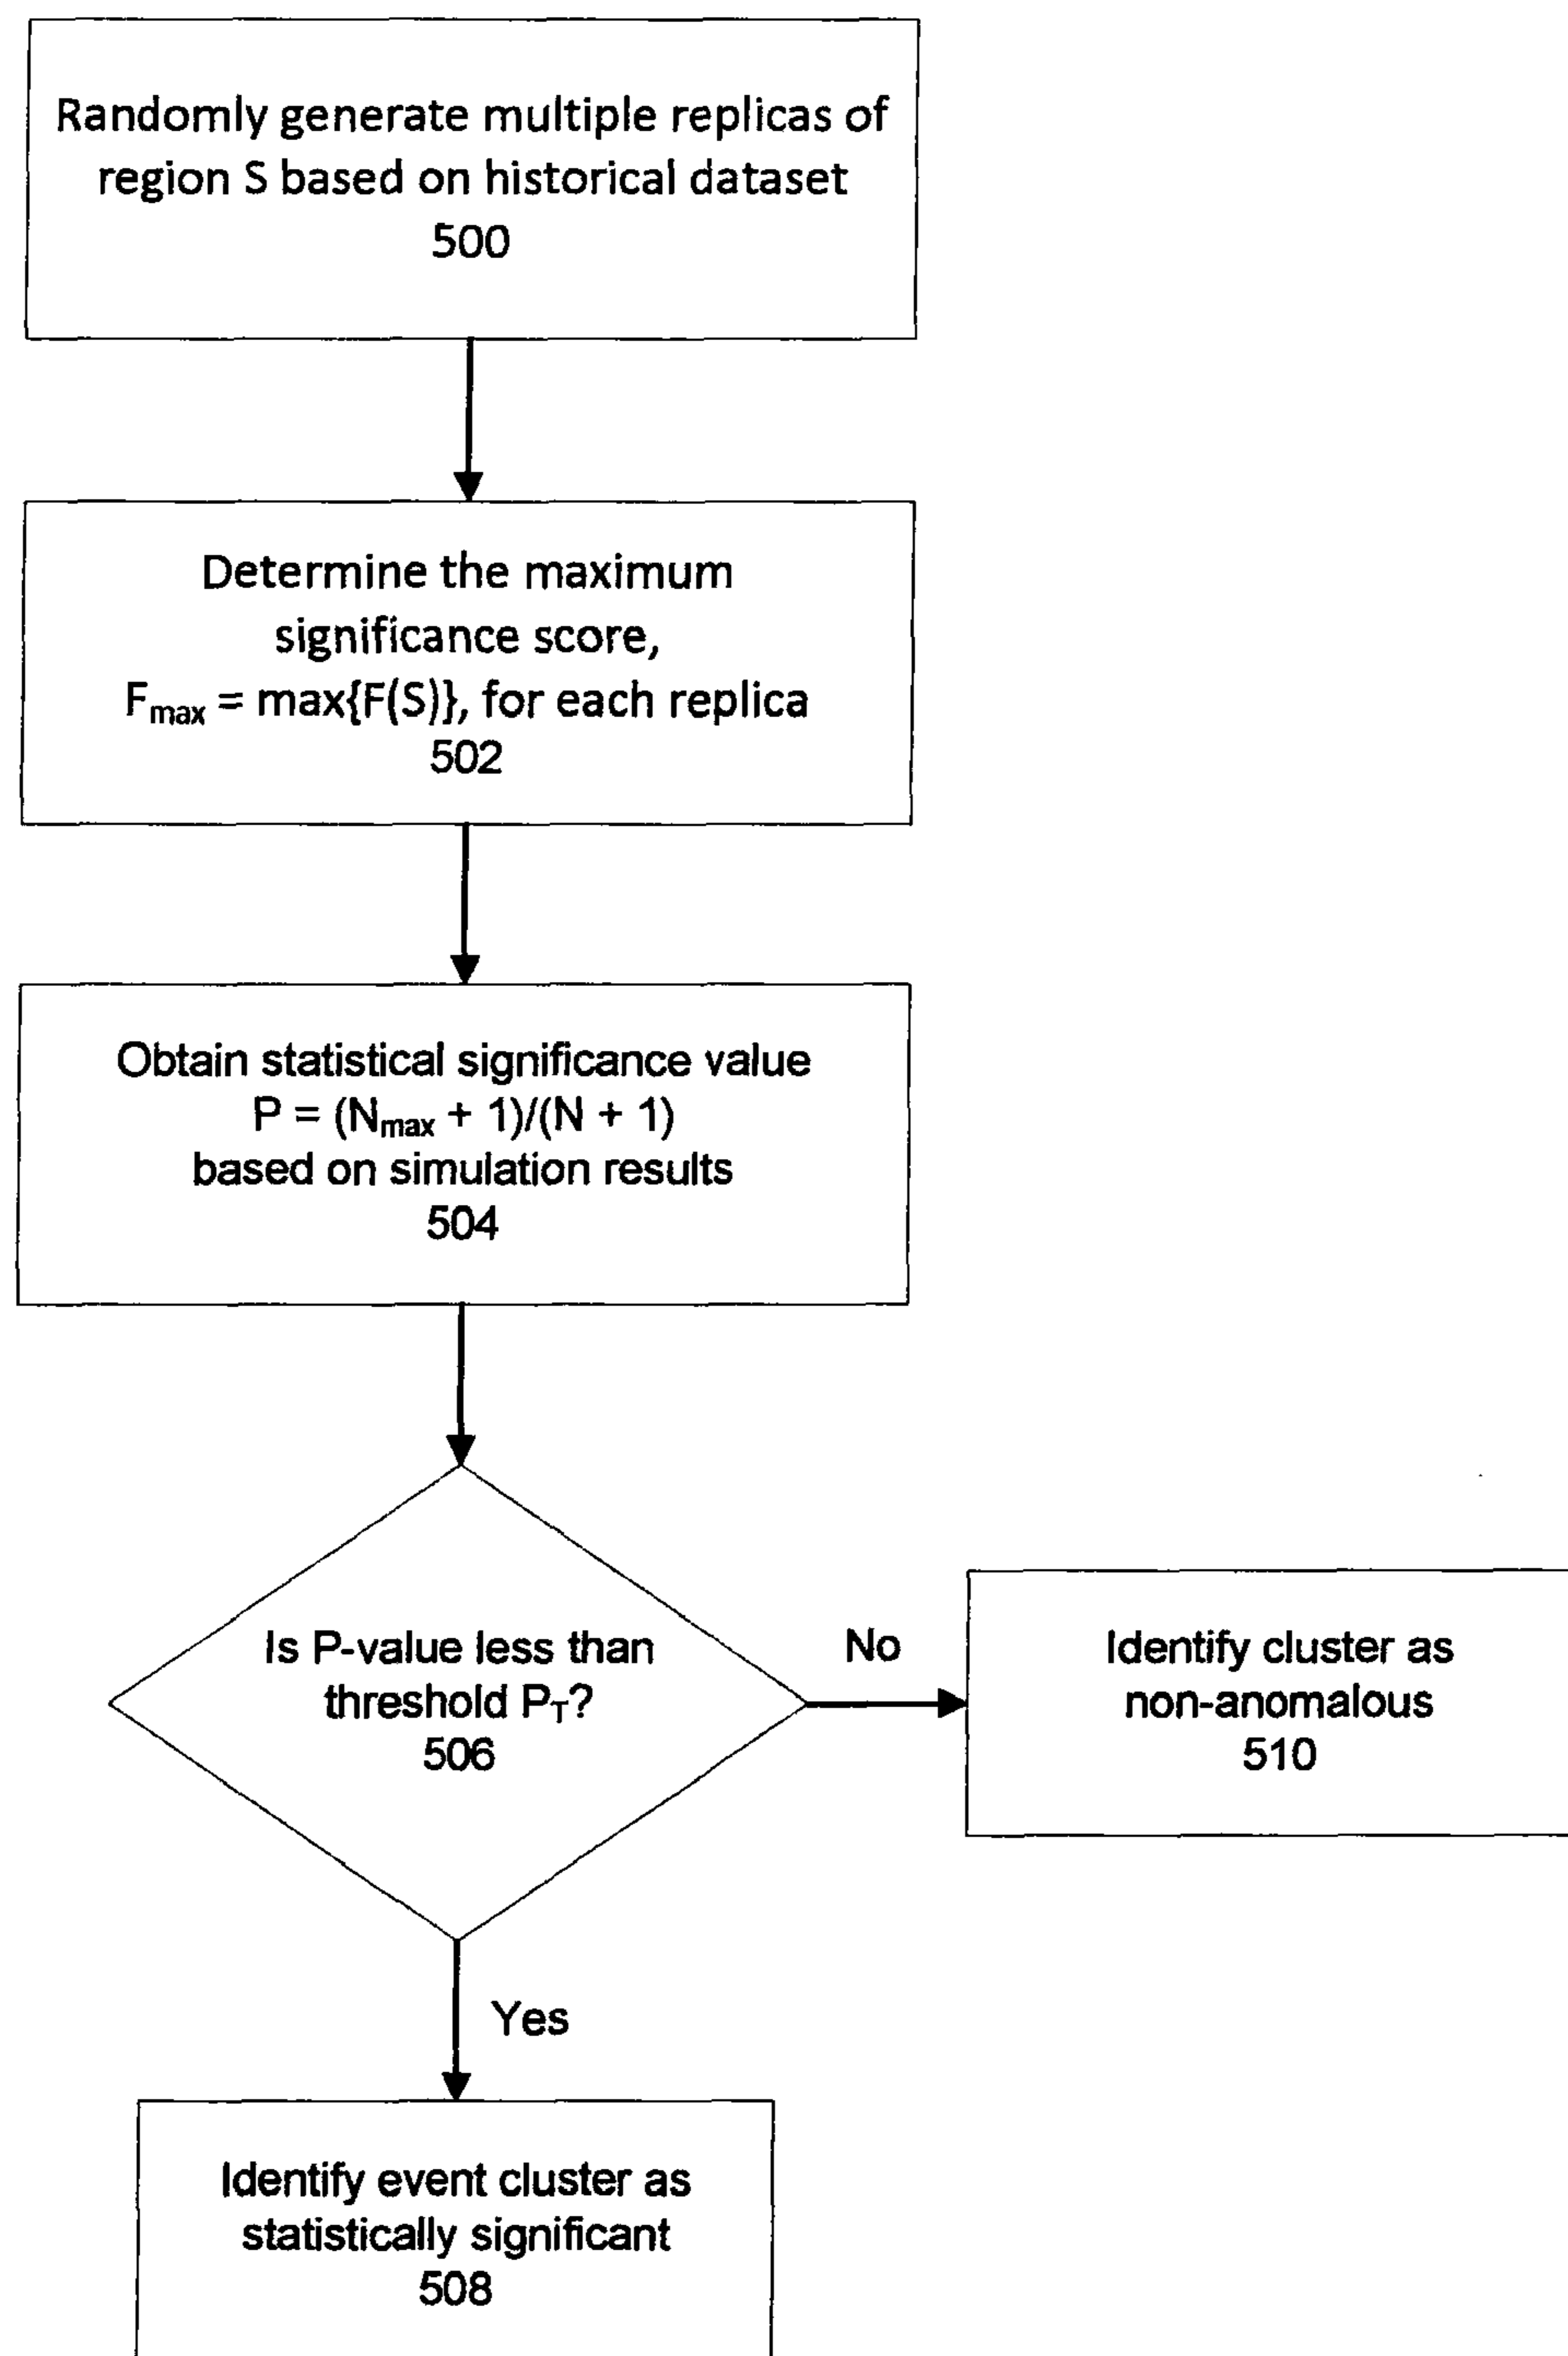 Randomly generate multiple replicas of
region S based on historical dataset
500
Determine the maximum
significance score,
Fmax = max{F(S)}, for each replica
502
Obtain statistical significance value
P = (Nmax + 1)/(N + 1)
based on simulation results
504
Is P-value less than
threshold PT?
506
No
Identify cluster as
non-anomalous
510
Yes
Identify event cluster as
statistically significant
508